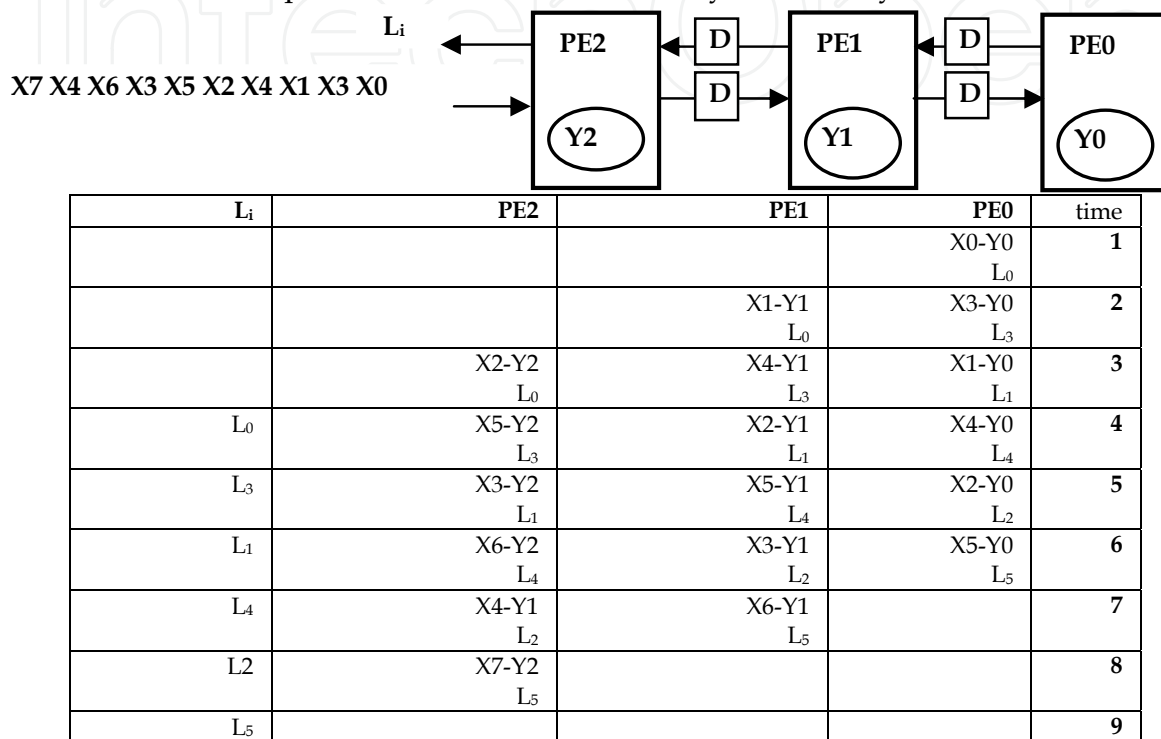 Li
PE2
D
PE1
D
PE0
X7 X4 X6 X3 X5 X2 X4 X1 X3 X0
D
D
Y2
Y1
Y0
Li PE2 PE1 PE0 time
X0-Y0 1
L0
X1-Y1 X3-Y0 2
L0 L3
X2-Y2 X4-Y1 X1-Y0 3
L0 L3 L1
L0 X5-Y2 X2-Y1 X4-Y0 4
L3 L1 L4
L3 X3-Y2 X5-Y1 X2-Y0 5
L1 L4 L2
L1 X6-Y2 X3-Y1 X5-Y0 6
L4 L2 L5
L4 X4-Y1 X6-Y1 7
L2 L5
L2 X7-Y2 8
L5
L5 9